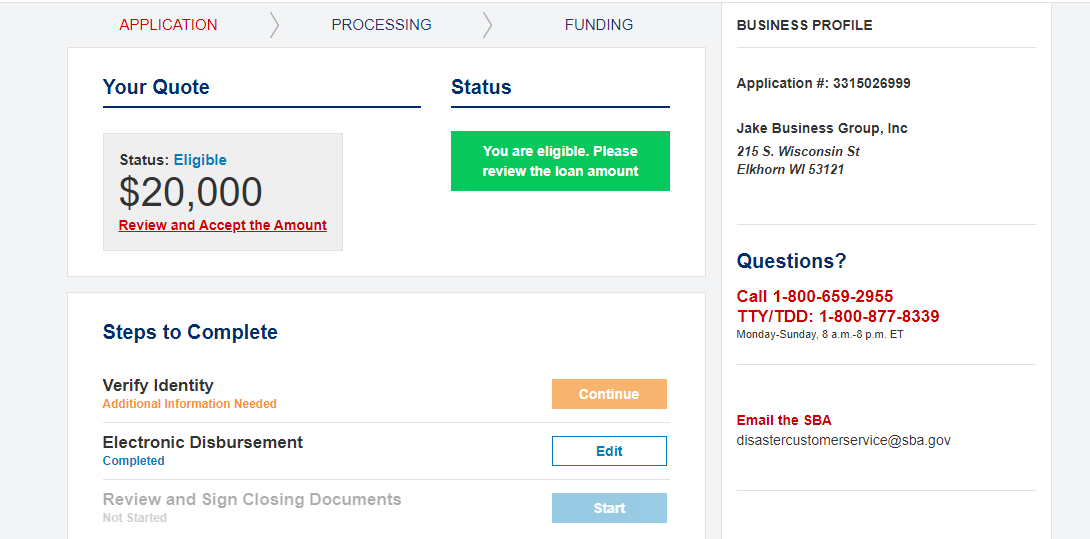 APPLICATION
PROCESSING
FUNDING
Your Quote
Status: Eligible
$20,000
Review and Accept the Amount
Status
You are eligible. Please
review the loan amount
Steps to Complete
Verify Identity
Additional Information Needed
Continue
Electronic Disbursement
Completed
Edit
Review and Sign Closing Documents
Not Started
Start
BUSINESS PROFILE
Application #: 3315026999
Jake Business Group, Inc
215 S. Wisconsin St
Elkhorn WI 53121
Questions?
Call 1-800-659-2955
TTY/TDD: 1-800-877-8339
Monday-Sunday, 8 a.m.-8 p.m. ET
Email the SBA
disastercustomerservice@sba.gov